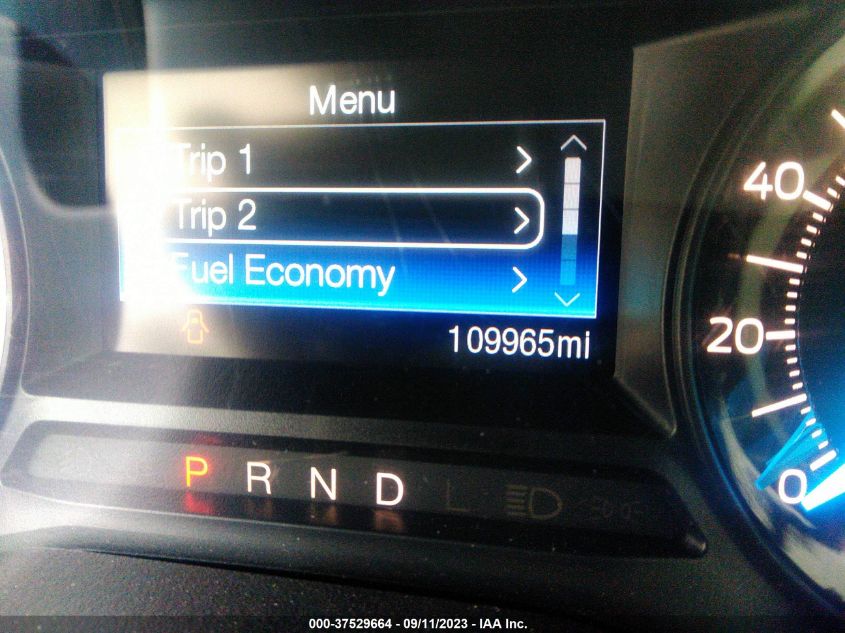 Menu
Trip 1
Trip 2
Fuel Economy
109965mi
40
20
0
P R N D L
000-37529664 - 09/11/2023 - IAA Inc.